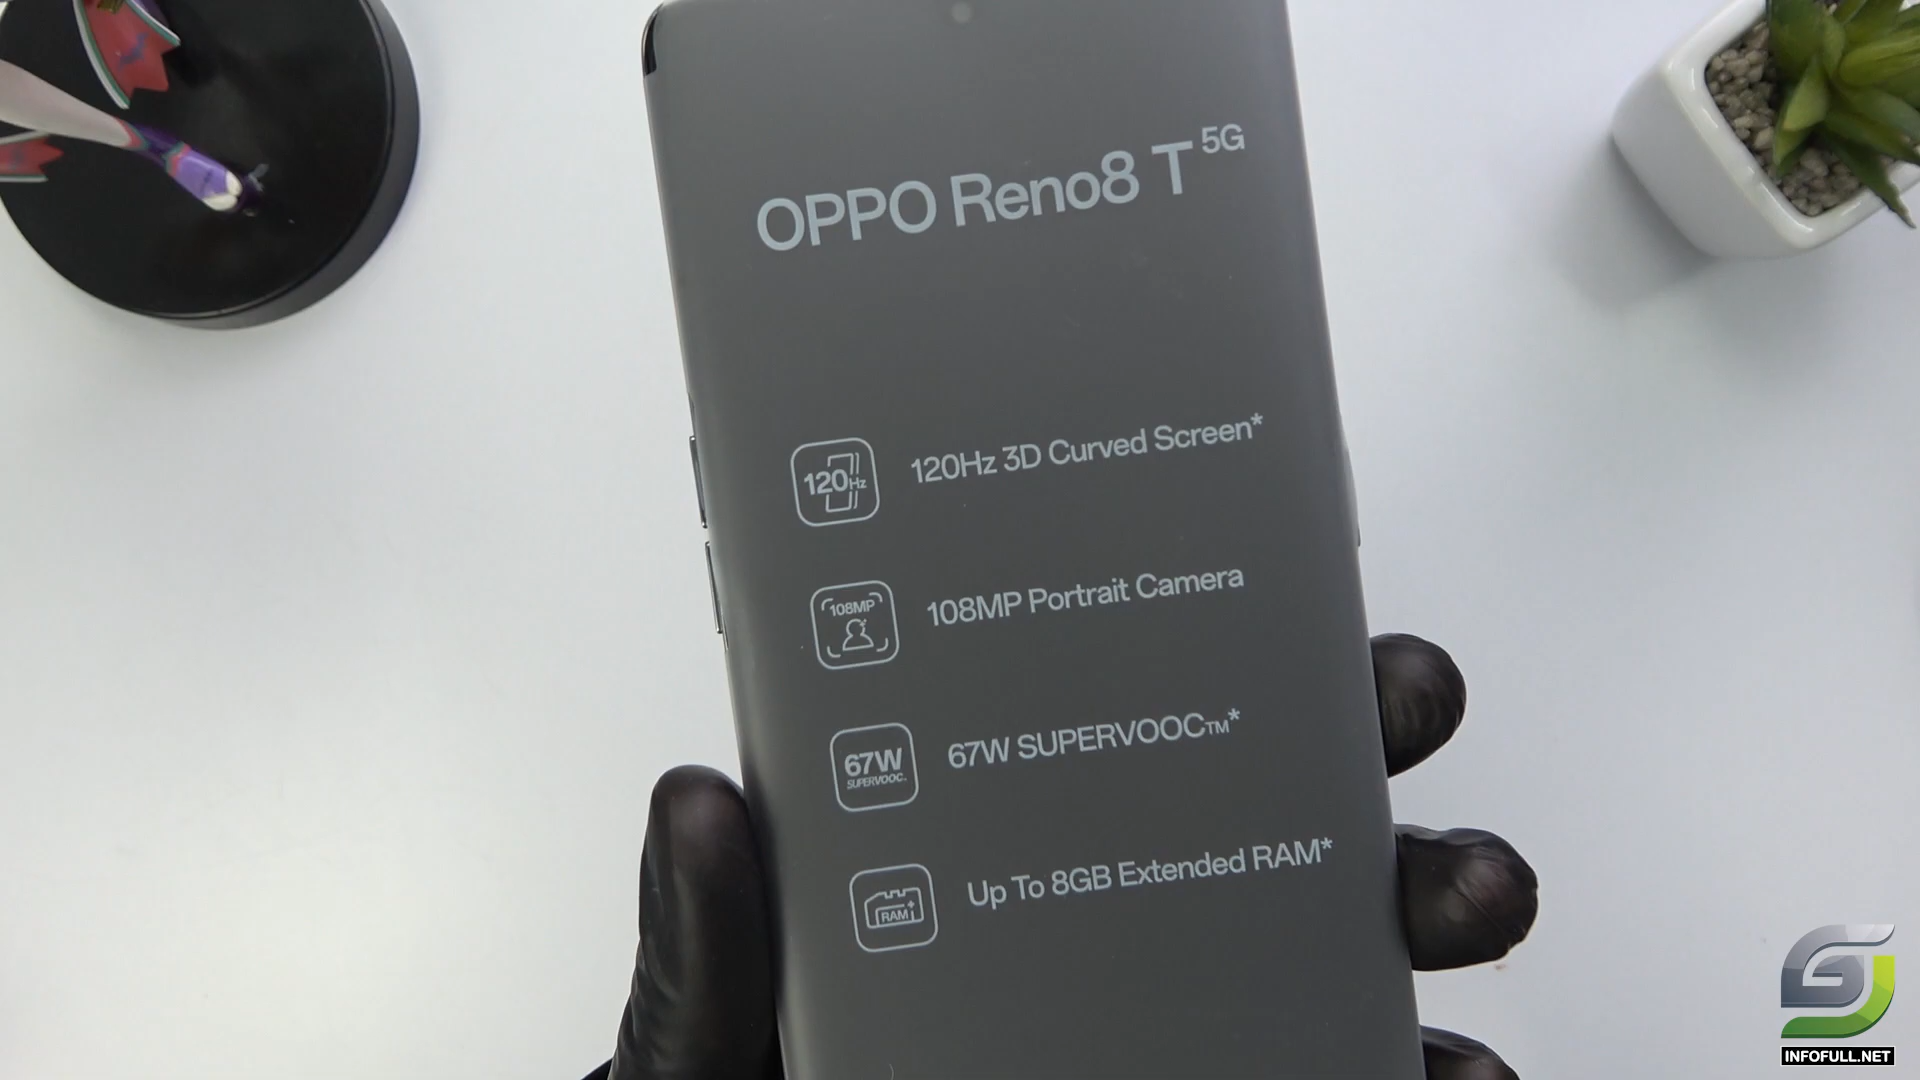 OPPO Reno8 T 5G
120Hz
120Hz 3D Curved Screen*
108MP
108MP Portrait Camera
67W
SUPERVOOC™
67W SUPERVOOC™*
RAM+
Up To 8GB Extended RAM*
INFOFULL.NET